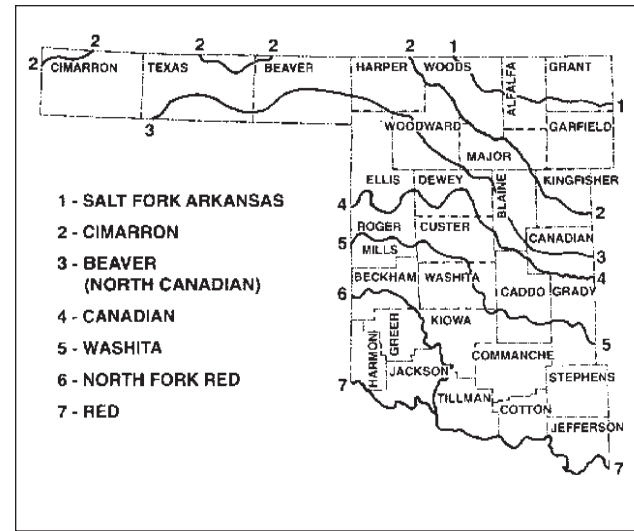 2 2 2 2 2 1
CIMARRON TEXAS BEAVER HARPER WOODS ALFALFA GRANT
1
3
WOODWARD GARFIELD
MAJOR
ELLIS DEWEY BLAINE KINGFISHER
4
2
ROGER MILLS CUSTER CANADIAN
5
3
BECKHAM WASHITA CADDO GRADY
4
6
KIOWA
HARMON GREER COMMANCHE
5
JACKSON STEPHENS
7
TILLMAN COTTON
JEFFERSON
7
1 - SALT FORK ARKANSAS
2 - CIMARRON
3 - BEAVER
(NORTH CANADIAN)
4 - CANADIAN
5 - WASHITA
6 - NORTH FORK RED
7 - RED